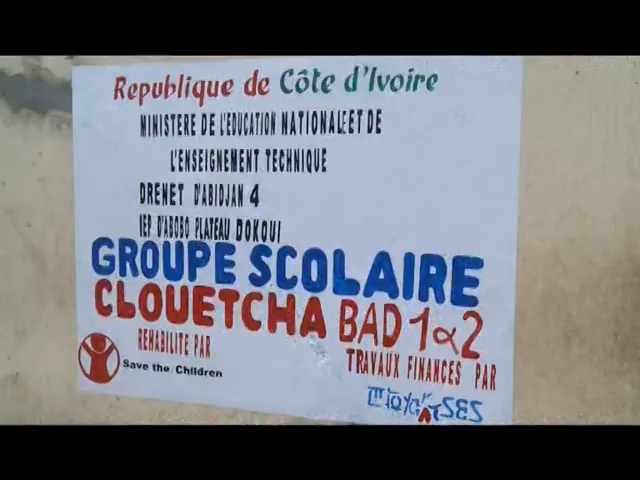 Republique de Côte d'Ivoire
MINISTERE DE L'EDUCATION NATIONALE ET DE
L'ENSEIGNEMENT TECHNIQUE
DRENET D'ABIDJAN 4
IEP D'ABOBO PLATEAU DOKOUI
GROUPE SCOLAIRE
CLOUETCHA BAD 1 α 2
REHABILITE PAR
Save the Children
TRAVAUX FINANCES PAR
SES